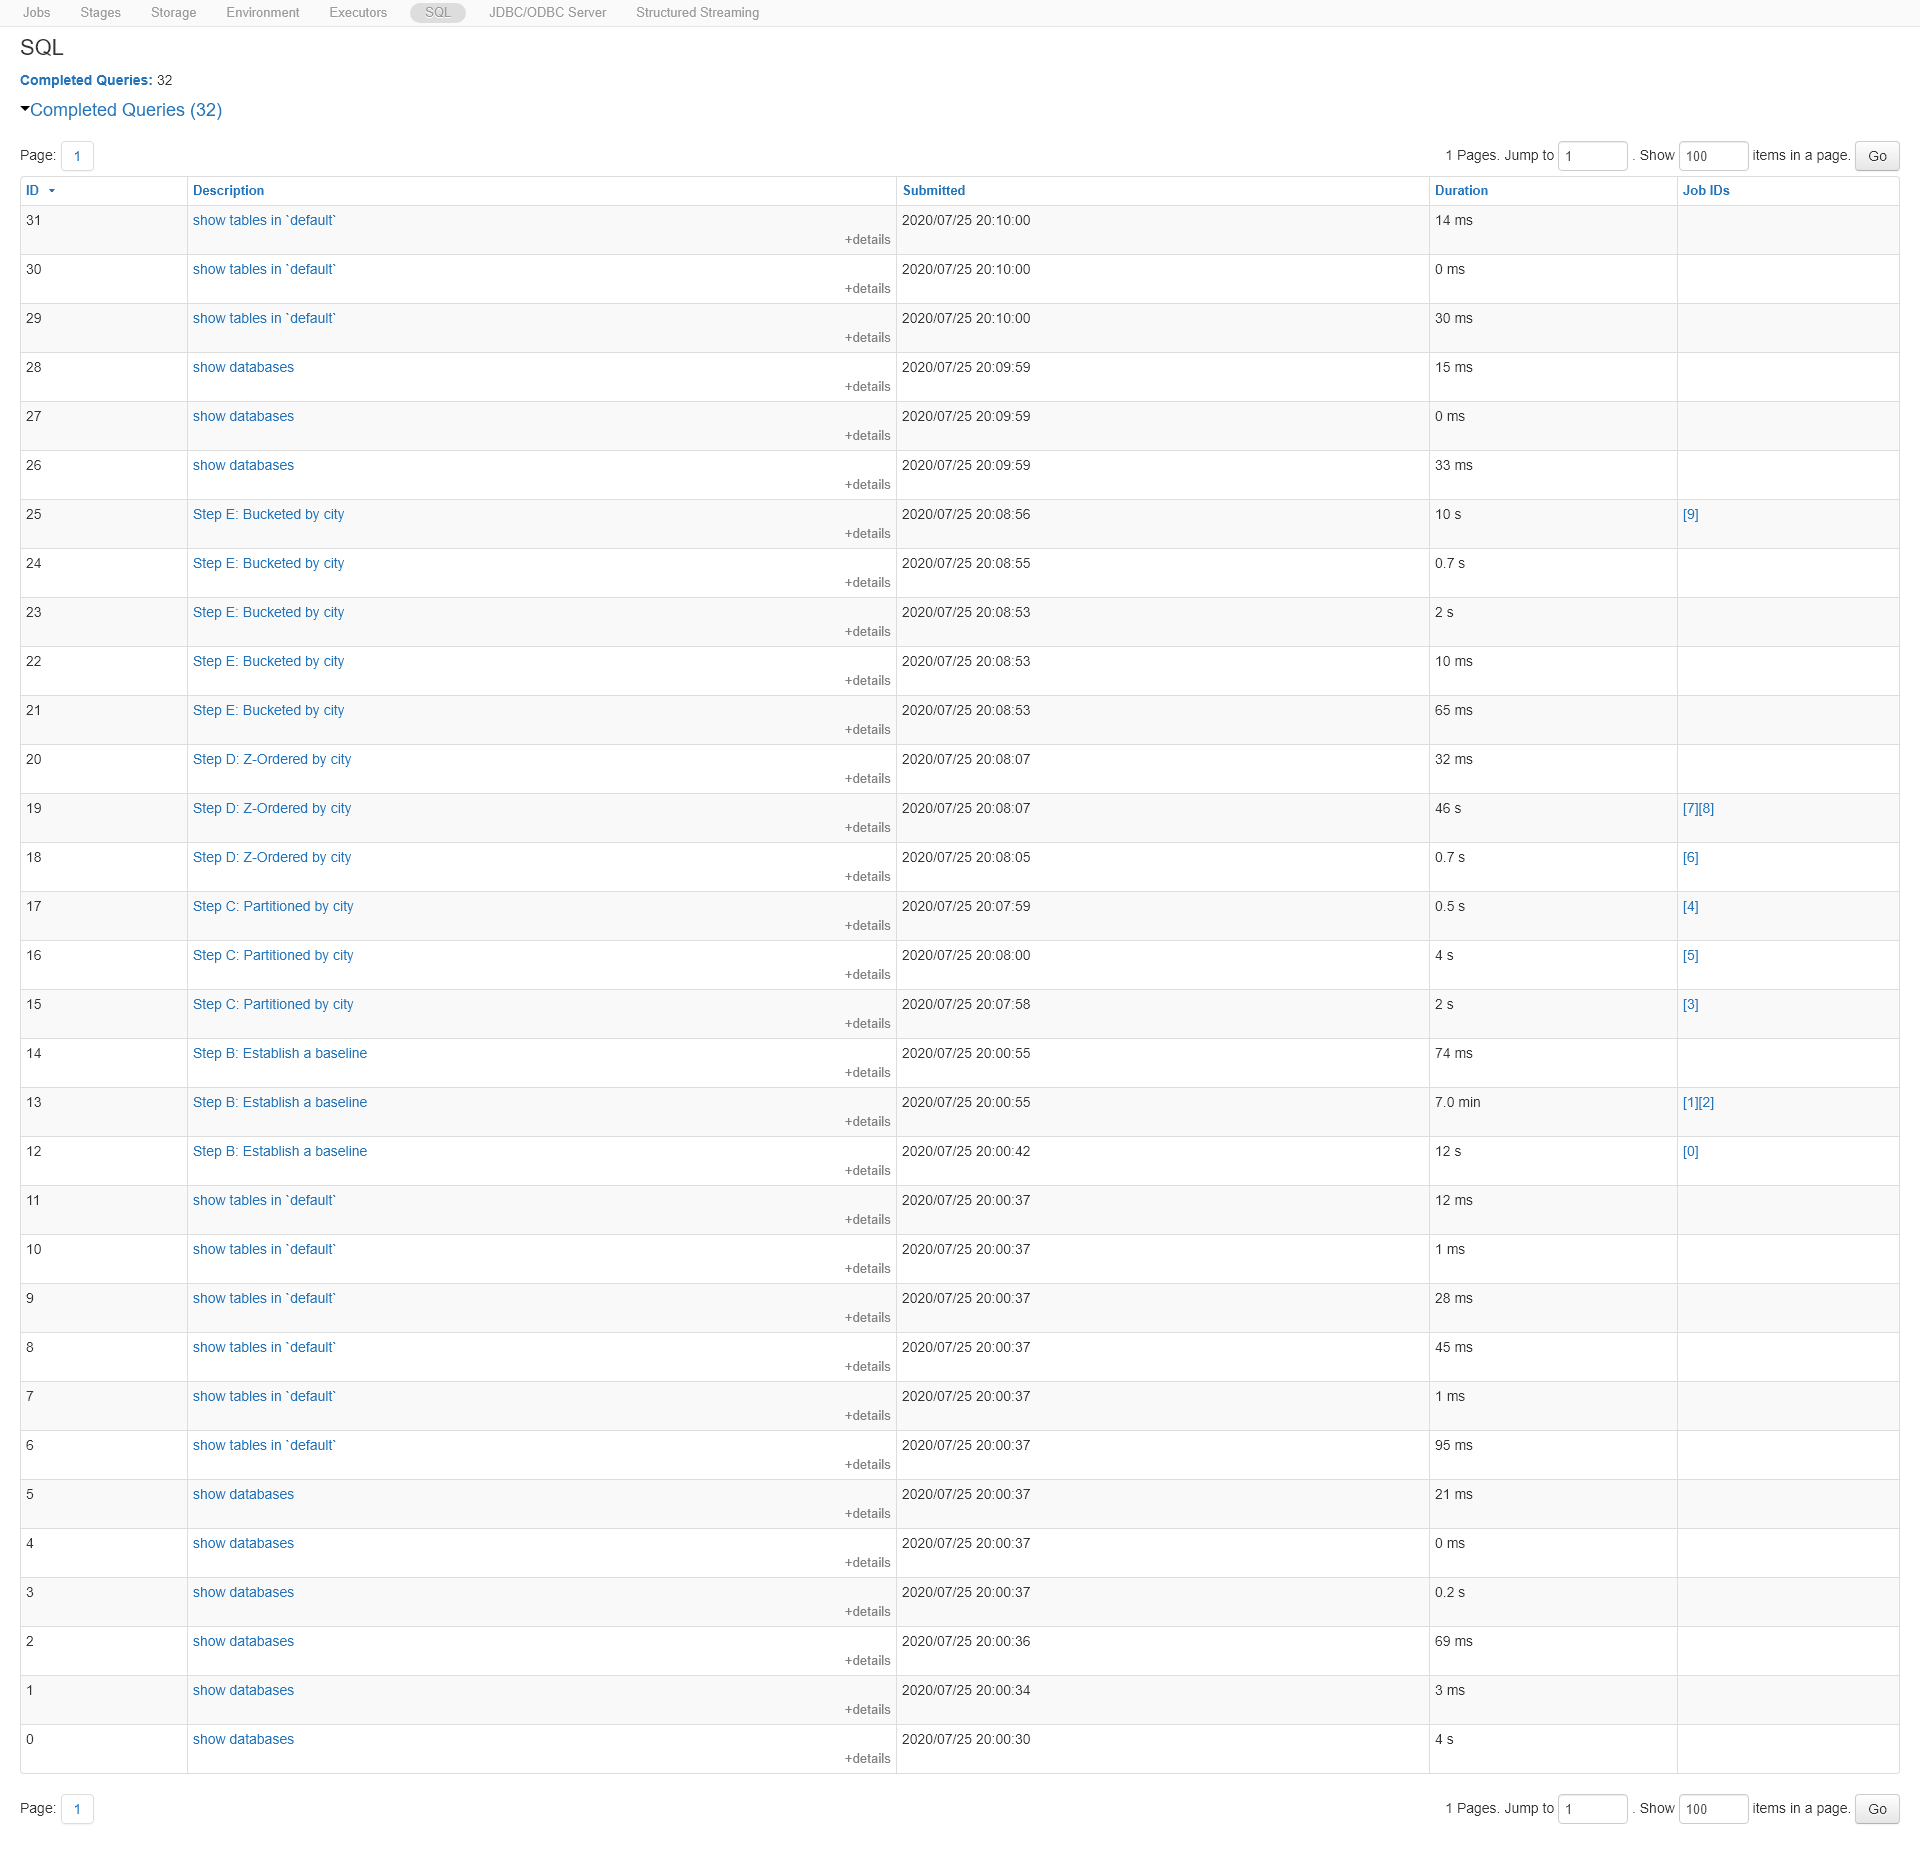 Jobs Stages Storage Environment Executors SQL JDBC/ODBC Server Structured Streaming
SQL
Completed Queries: 32
Completed Queries (32)
Page: 1 1 Pages. Jump to 1 . Show 100 items in a page. Go
ID Description Submitted Duration Job IDs
31 show tables in `default` 2020/07/25 20:10:00 14 ms
+details
30 show tables in `default` 2020/07/25 20:10:00 0 ms
+details
29 show tables in `default` 2020/07/25 20:10:00 30 ms
+details
28 show databases 2020/07/25 20:09:59 15 ms
+details
27 show databases 2020/07/25 20:09:59 0 ms
+details
26 show databases 2020/07/25 20:09:59 33 ms
+details
25 Step E: Bucketed by city 2020/07/25 20:08:56 10 s [9]
+details
24 Step E: Bucketed by city 2020/07/25 20:08:55 0.7 s
+details
23 Step E: Bucketed by city 2020/07/25 20:08:53 2 s
+details
22 Step E: Bucketed by city 2020/07/25 20:08:53 10 ms
+details
21 Step E: Bucketed by city 2020/07/25 20:08:53 65 ms
+details
20 Step D: Z-Ordered by city 2020/07/25 20:08:07 32 ms
+details
19 Step D: Z-Ordered by city 2020/07/25 20:08:07 46 s [7][8]
+details
18 Step D: Z-Ordered by city 2020/07/25 20:08:05 0.7 s [6]
+details
17 Step C: Partitioned by city 2020/07/25 20:07:59 0.5 s [4]
+details
16 Step C: Partitioned by city 2020/07/25 20:08:00 4 s [5]
+details
15 Step C: Partitioned by city 2020/07/25 20:07:58 2 s [3]
+details
14 Step B: Establish a baseline 2020/07/25 20:00:55 74 ms
+details
13 Step B: Establish a baseline 2020/07/25 20:00:55 7.0 min [1][2]
+details
12 Step B: Establish a baseline 2020/07/25 20:00:42 12 s [0]
+details
11 show tables in `default` 2020/07/25 20:00:37 12 ms
+details
10 show tables in `default` 2020/07/25 20:00:37 1 ms
+details
9 show tables in `default` 2020/07/25 20:00:37 28 ms
+details
8 show tables in `default` 2020/07/25 20:00:37 45 ms
+details
7 show tables in `default` 2020/07/25 20:00:37 1 ms
+details
6 show tables in `default` 2020/07/25 20:00:37 95 ms
+details
5 show databases 2020/07/25 20:00:37 21 ms
+details
4 show databases 2020/07/25 20:00:37 0 ms
+details
3 show databases 2020/07/25 20:00:37 0.2 s
+details
2 show databases 2020/07/25 20:00:36 69 ms
+details
1 show databases 2020/07/25 20:00:34 3 ms
+details
0 show databases 2020/07/25 20:00:30 4 s
+details
Page: 1 1 Pages. Jump to 1 . Show 100 items in a page. Go